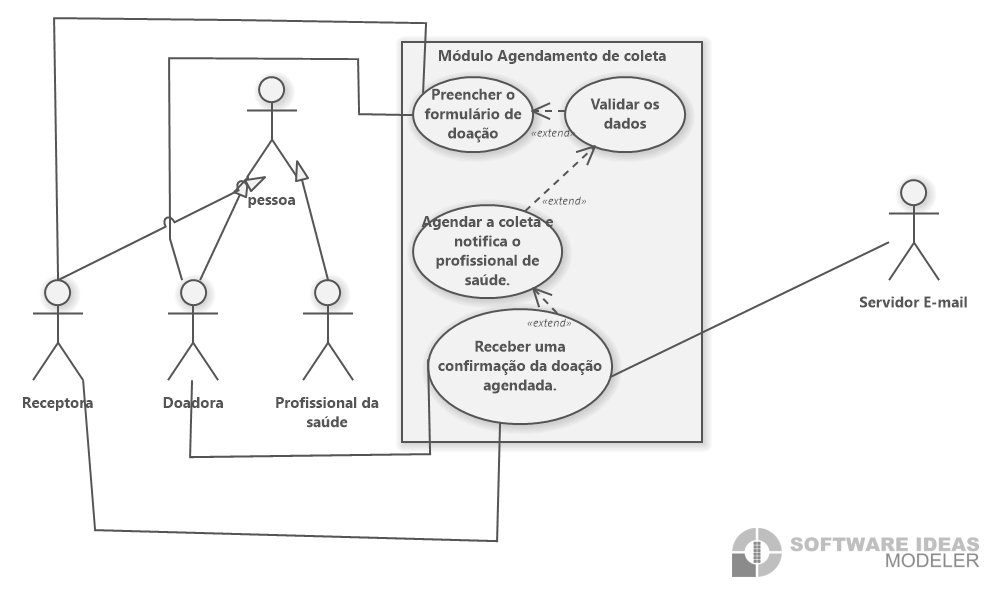 Módulo Agendamento de coleta
Preencher o
formulário de
doação
Validar os
dados
«extend»
pessoa
«extend»
Agendar a coleta e
notifica o
profissional de
saúde.
Servidor E-mail
«extend»
Receber uma
confirmação da doação
agendada.
Receptora
Doadora
Profissional da
saúde
SOFTWARE IDEAS
MODELER